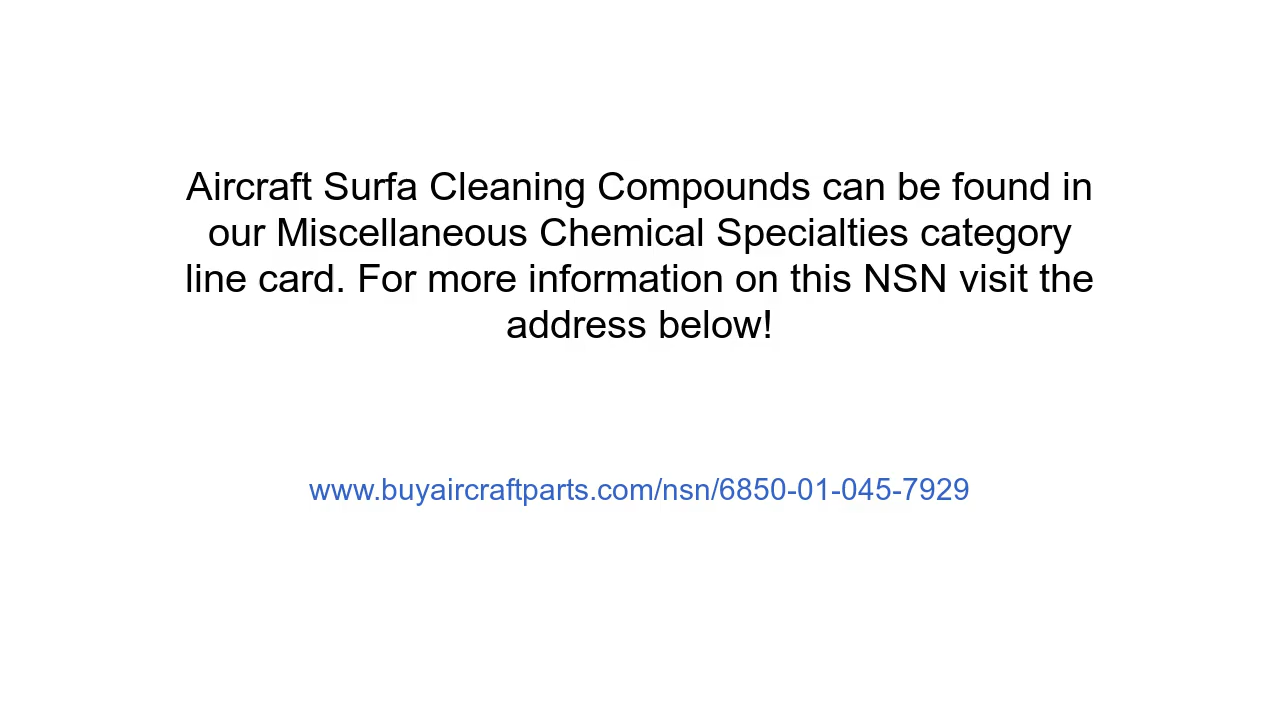 Aircraft Surfa Cleaning Compounds can be found in
our Miscellaneous Chemical Specialties category
line card. For more information on this NSN visit the
address below!
www.buyaircraftparts.com/nsn/6850-01-045-7929